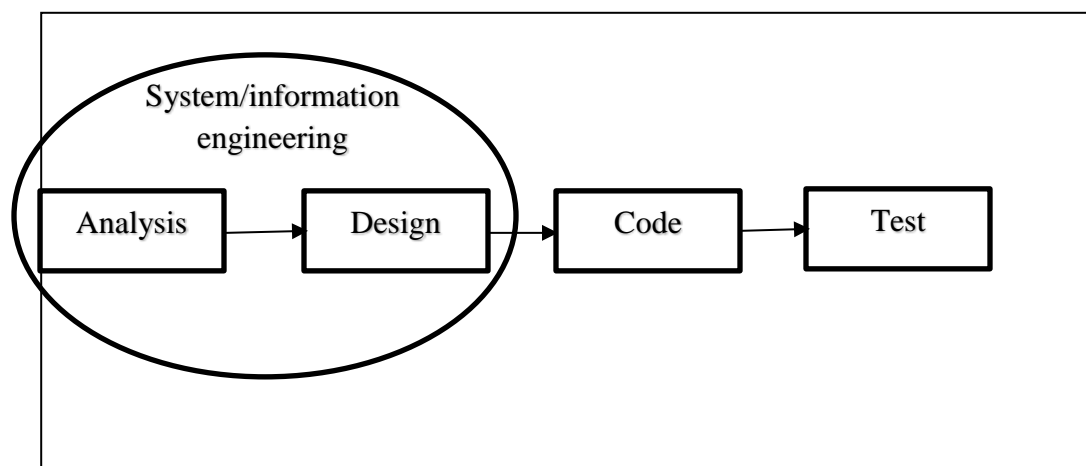 System/information
engineering
Analysis
Design
Code
Test